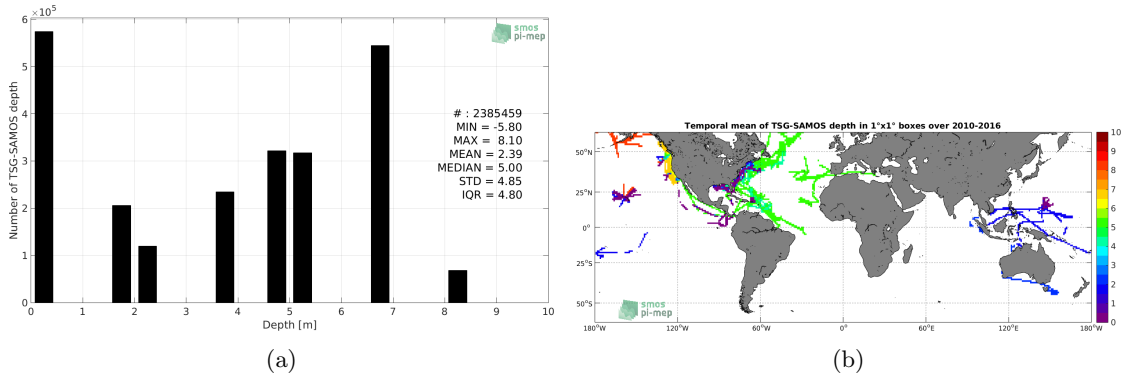 6 ×10⁵
smos
pi-mep
5
4
3
2
1
0
Number of TSG-SAMOS depth
# : 2385459
MIN = -5.80
MAX = 8.10
MEAN = 2.39
MEDIAN = 5.00
STD = 4.85
IQR = 4.80
0 1 2 3 4 5 6 7 8 9 10
Depth [m]
(a)
Temporal mean of TSG-SAMOS depth in 1°x1° boxes over 2010-2016
50°N
25°N
0°
25°S
50°S
smos
pi-mep
180°W 120°W 60°W 0° 60°E 120°E 180°E
10
9
8
7
6
5
4
3
2
1
0
(b)